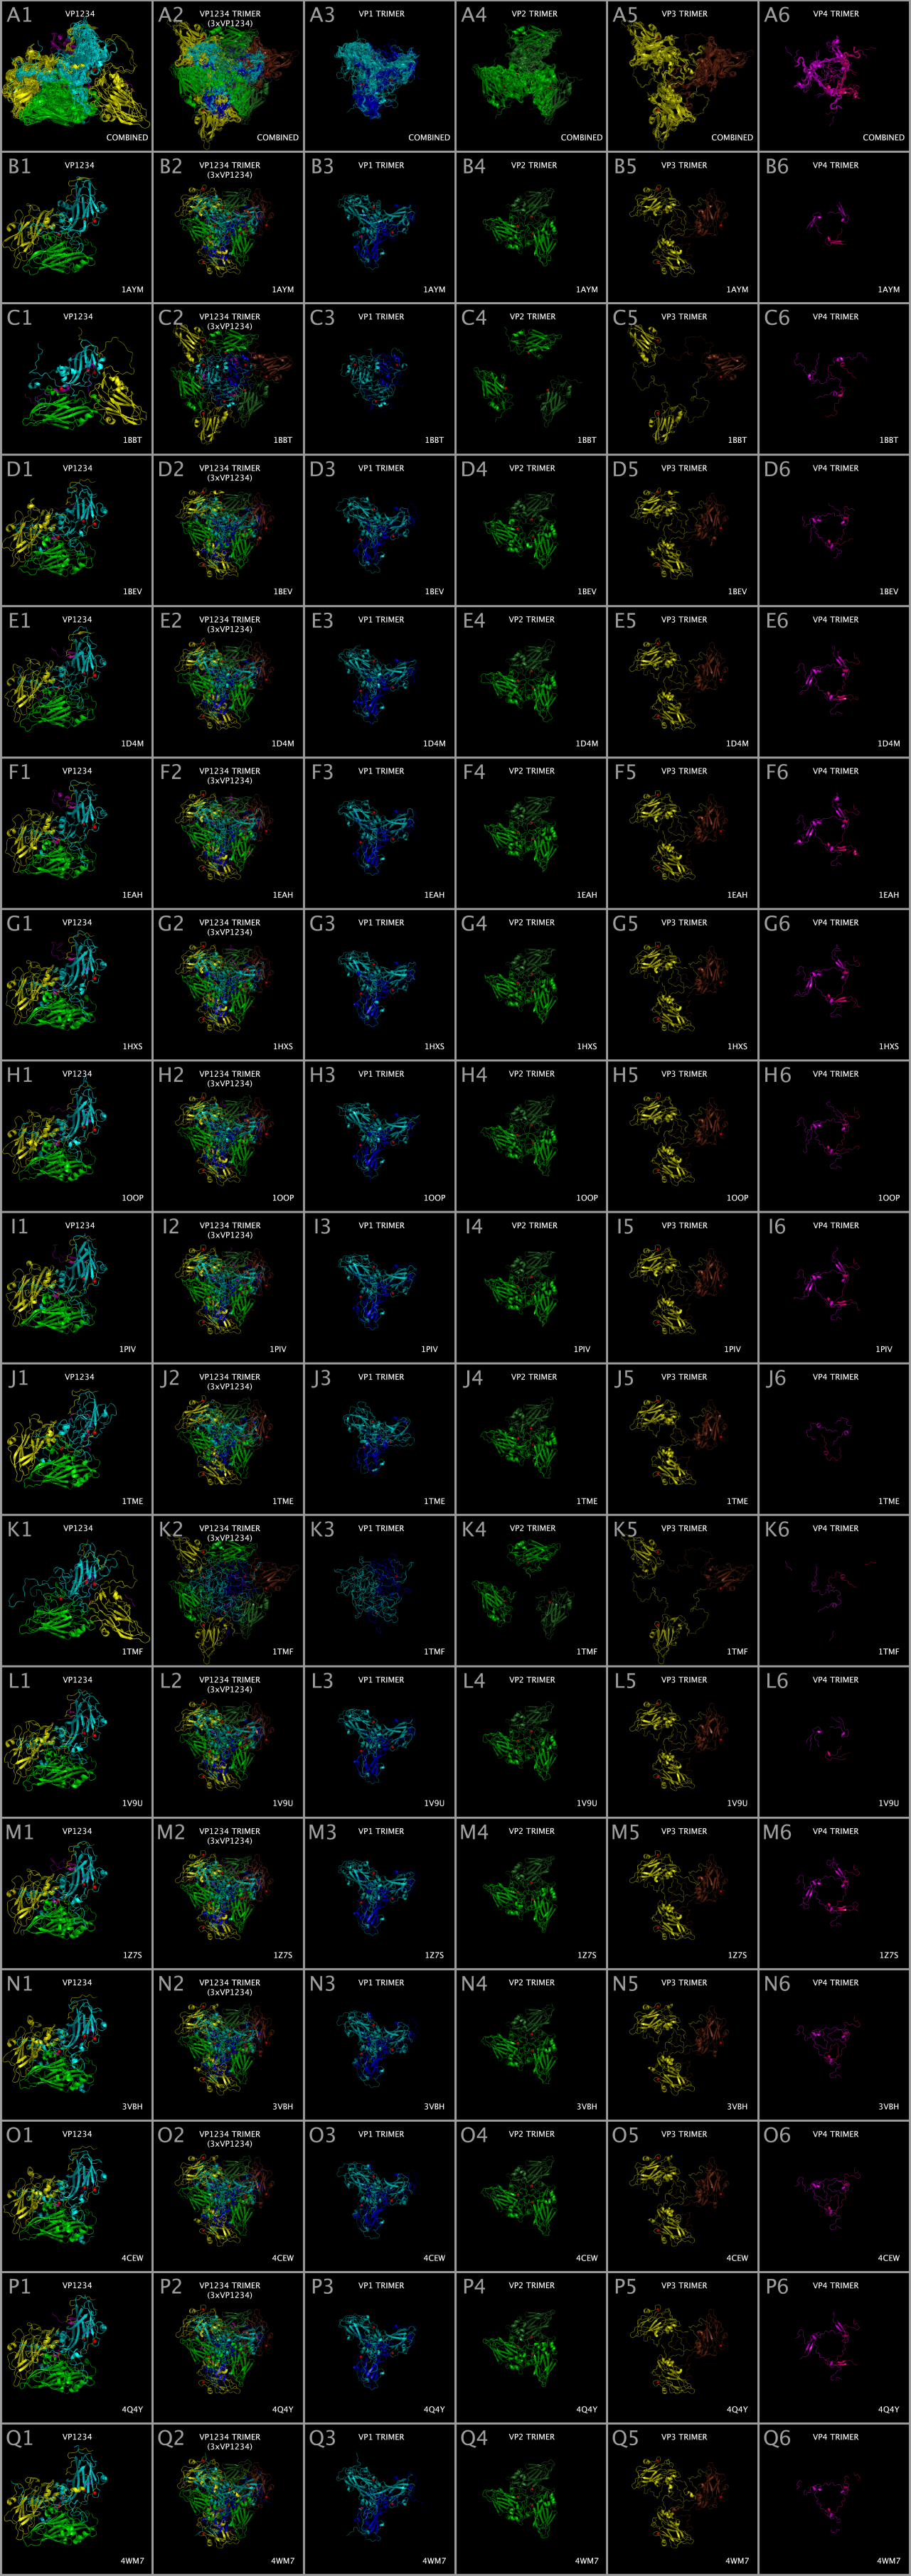 A1 VP1234 COMBINED
A2 VP1234 TRIMER
(3xVP1234)
COMBINED
A3 VP1 TRIMER COMBINED
A4 VP2 TRIMER COMBINED
A5 VP3 TRIMER COMBINED
A6 VP4 TRIMER COMBINED
B1 VP1234 1AYM
B2 VP1234 TRIMER
(3xVP1234)
1AYM
B3 VP1 TRIMER 1AYM
B4 VP2 TRIMER 1AYM
B5 VP3 TRIMER 1AYM
B6 VP4 TRIMER 1AYM
C1 VP1234 1BBT
C2 VP1234 TRIMER
(3xVP1234)
1BBT
C3 VP1 TRIMER 1BBT
C4 VP2 TRIMER 1BBT
C5 VP3 TRIMER 1BBT
C6 VP4 TRIMER 1BBT
D1 VP1234 1BEV
D2 VP1234 TRIMER
(3xVP1234)
1BEV
D3 VP1 TRIMER 1BEV
D4 VP2 TRIMER 1BEV
D5 VP3 TRIMER 1BEV
D6 VP4 TRIMER 1BEV
E1 VP1234 1D4M
E2 VP1234 TRIMER
(3xVP1234)
1D4M
E3 VP1 TRIMER 1D4M
E4 VP2 TRIMER 1D4M
E5 VP3 TRIMER 1D4M
E6 VP4 TRIMER 1D4M
F1 VP1234 1EAH
F2 VP1234 TRIMER
(3xVP1234)
1EAH
F3 VP1 TRIMER 1EAH
F4 VP2 TRIMER 1EAH
F5 VP3 TRIMER 1EAH
F6 VP4 TRIMER 1EAH
G1 VP1234 1HXS
G2 VP1234 TRIMER
(3xVP1234)
1HXS
G3 VP1 TRIMER 1HXS
G4 VP2 TRIMER 1HXS
G5 VP3 TRIMER 1HXS
G6 VP4 TRIMER 1HXS
H1 VP1234 1OOP
H2 VP1234 TRIMER
(3xVP1234)
1OOP
H3 VP1 TRIMER 1OOP
H4 VP2 TRIMER 1OOP
H5 VP3 TRIMER 1OOP
H6 VP4 TRIMER 1OOP
I1 VP1234 1PIV
I2 VP1234 TRIMER
(3xVP1234)
1PIV
I3 VP1 TRIMER 1PIV
I4 VP2 TRIMER 1PIV
I5 VP3 TRIMER 1PIV
I6 VP4 TRIMER 1PIV
J1 VP1234 1TME
J2 VP1234 TRIMER
(3xVP1234)
1TME
J3 VP1 TRIMER 1TME
J4 VP2 TRIMER 1TME
J5 VP3 TRIMER 1TME
J6 VP4 TRIMER 1TME
K1 VP1234 1TMF
K2 VP1234 TRIMER
(3xVP1234)
1TMF
K3 VP1 TRIMER 1TMF
K4 VP2 TRIMER 1TMF
K5 VP3 TRIMER 1TMF
K6 VP4 TRIMER 1TMF
L1 VP1234 1V9U
L2 VP1234 TRIMER
(3xVP1234)
1V9U
L3 VP1 TRIMER 1V9U
L4 VP2 TRIMER 1V9U
L5 VP3 TRIMER 1V9U
L6 VP4 TRIMER 1V9U
M1 VP1234 1Z7S
M2 VP1234 TRIMER
(3xVP1234)
1Z7S
M3 VP1 TRIMER 1Z7S
M4 VP2 TRIMER 1Z7S
M5 VP3 TRIMER 1Z7S
M6 VP4 TRIMER 1Z7S
N1 VP1234 3VBH
N2 VP1234 TRIMER
(3xVP1234)
3VBH
N3 VP1 TRIMER 3VBH
N4 VP2 TRIMER 3VBH
N5 VP3 TRIMER 3VBH
N6 VP4 TRIMER 3VBH
O1 VP1234 4CEW
O2 VP1234 TRIMER
(3xVP1234)
4CEW
O3 VP1 TRIMER 4CEW
O4 VP2 TRIMER 4CEW
O5 VP3 TRIMER 4CEW
O6 VP4 TRIMER 4CEW
P1 VP1234 4Q4Y
P2 VP1234 TRIMER
(3xVP1234)
4Q4Y
P3 VP1 TRIMER 4Q4Y
P4 VP2 TRIMER 4Q4Y
P5 VP3 TRIMER 4Q4Y
P6 VP4 TRIMER 4Q4Y
Q1 VP1234 4WM7
Q2 VP1234 TRIMER
(3xVP1234)
4WM7
Q3 VP1 TRIMER 4WM7
Q4 VP2 TRIMER 4WM7
Q5 VP3 TRIMER 4WM7
Q6 VP4 TRIMER 4WM7